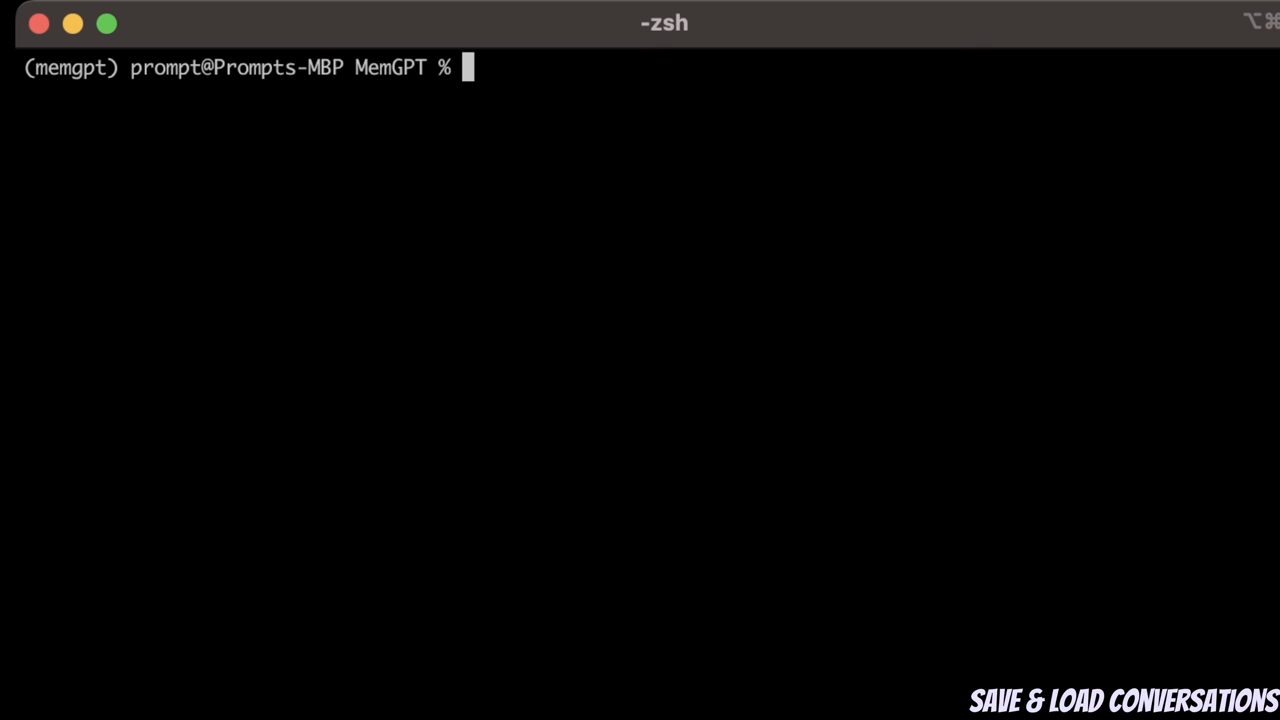 -zsh
⌥⌘
(memgpt) prompt@Prompts-MBP MemGPT %
SAVE & LOAD CONVERSATIONS